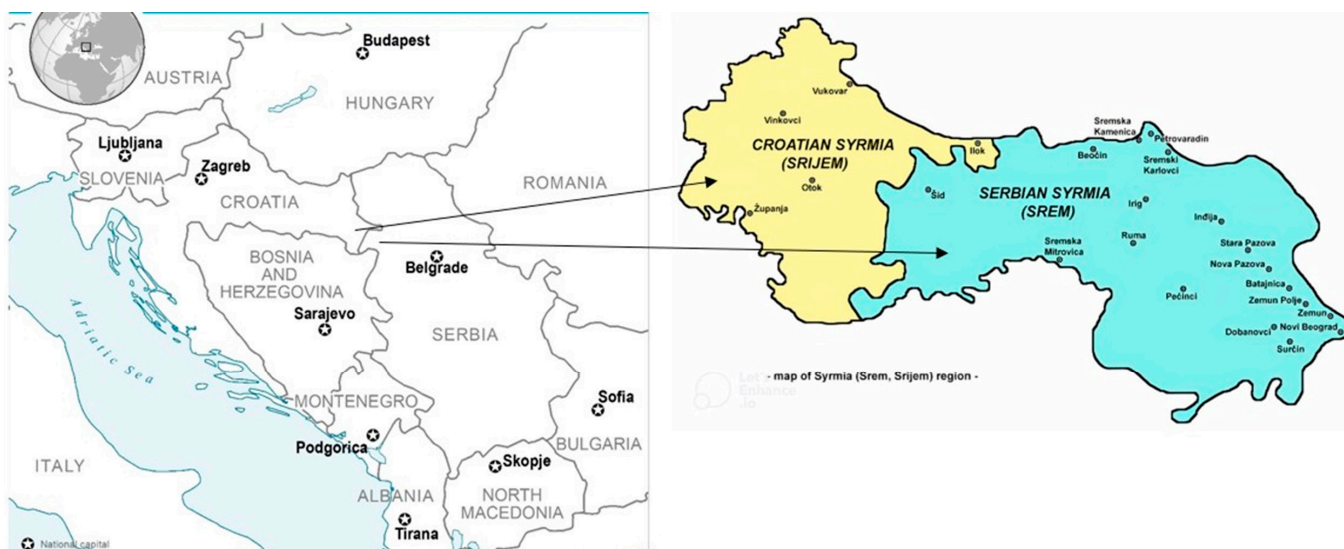 Budapest
AUSTRIA
HUNGARY
Ljubljana
SLOVENIA
Zagreb
CROATIA
ROMANIA
BOSNIA
AND
HERZEGOVINA
Sarajevo
Belgrade
SERBIA
Adriatic Sea
MONTENEGRO
Podgorica
Sofia
BULGARIA
ITALY
Skopje
ALBANIA
NORTH
MACEDONIA
Tirana
National capital
Vukovar
Vinkovci
CROATIAN SYRMIA
(SRIJEM)
Ilok
Otok
Županja
Sremska
Kamenica
Petrovaradin
Beočin
Sremski
Karlovci
SERBIAN SYRMIA
(SREM)
Šid
Irig
Inđija
Ruma
Sremska
Mitrovica
Stara Pazova
Nova Pazova
Batajnica
Pećinci
Zemun Polje
Zemun
Dobanovci
Novi Beograd
Surčin
- map of Syrmia (Srem, Srijem) region -
Let's
Enhance
.io